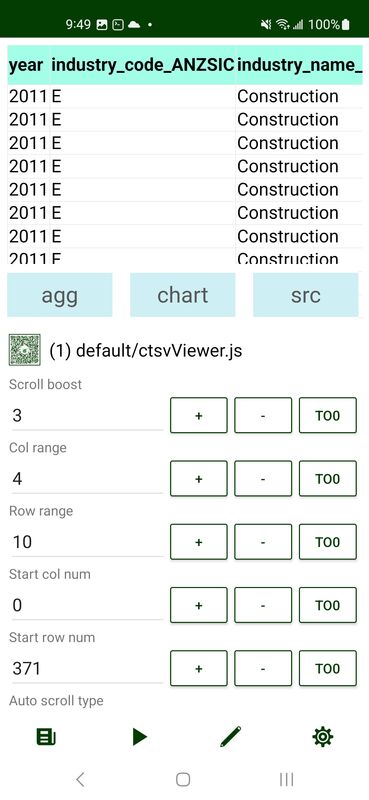 9:49 100%
year industry_code_ANZSIC industry_name_
2011 E Construction
2011 E Construction
2011 E Construction
2011 E Construction
2011 E Construction
2011 E Construction
2011 E Construction
2011 E Construction
agg chart src
(1) default/ctsvViewer.js
Scroll boost
3 + - TO0
Col range
4 + - TO0
Row range
10 + - TO0
Start col num
0 + - TO0
Start row num
371 + - TO0
Auto scroll type